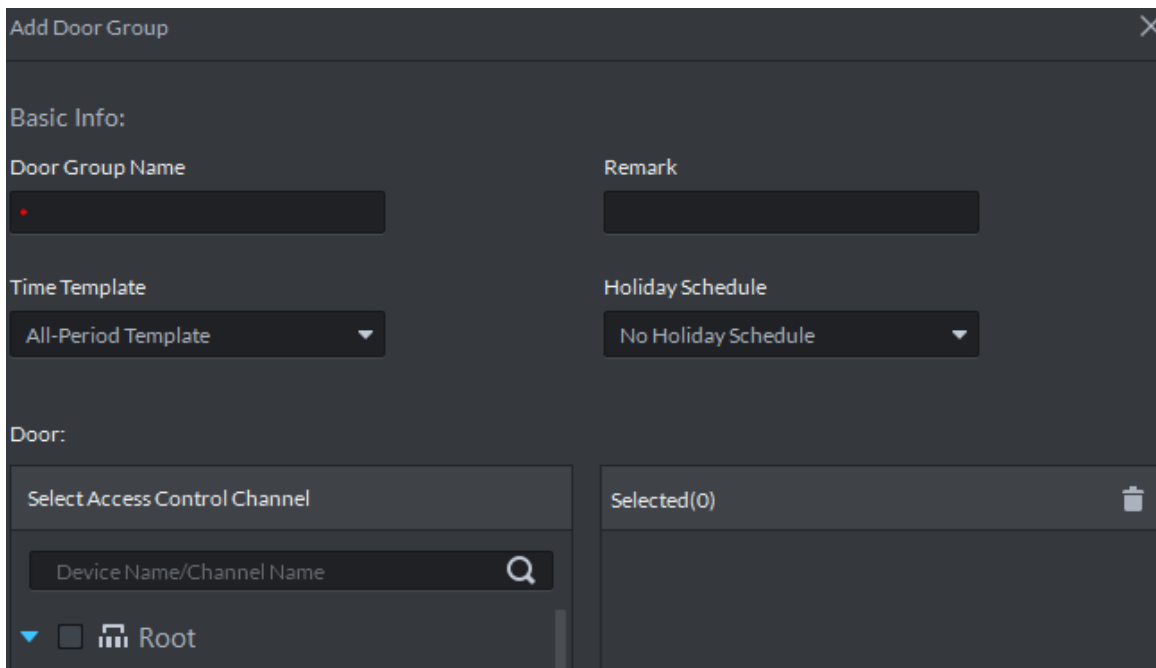 Add Door Group
Basic Info:
Door Group Name
Remark
Time Template
Holiday Schedule
All-Period Template
No Holiday Schedule
Door:
Select Access Control Channel
Selected(0)
Device Name/Channel Name
Root